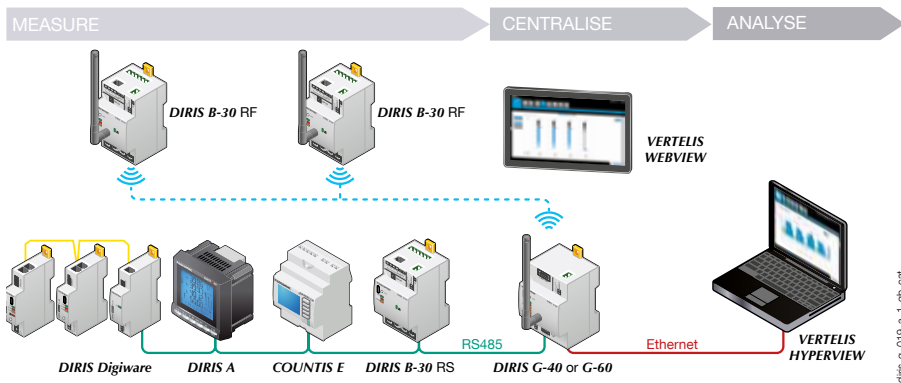 MEASURE
CENTRALISE
ANALYSE
DIRIS B-30 RF
DIRIS B-30 RF
VERTELIS
WEBVIEW
RS485
Ethernet
DIRIS Digiware
DIRIS A
COUNTIS E
DIRIS B-30 RS
DIRIS G-40 or G-60
VERTELIS
HYPERVIEW